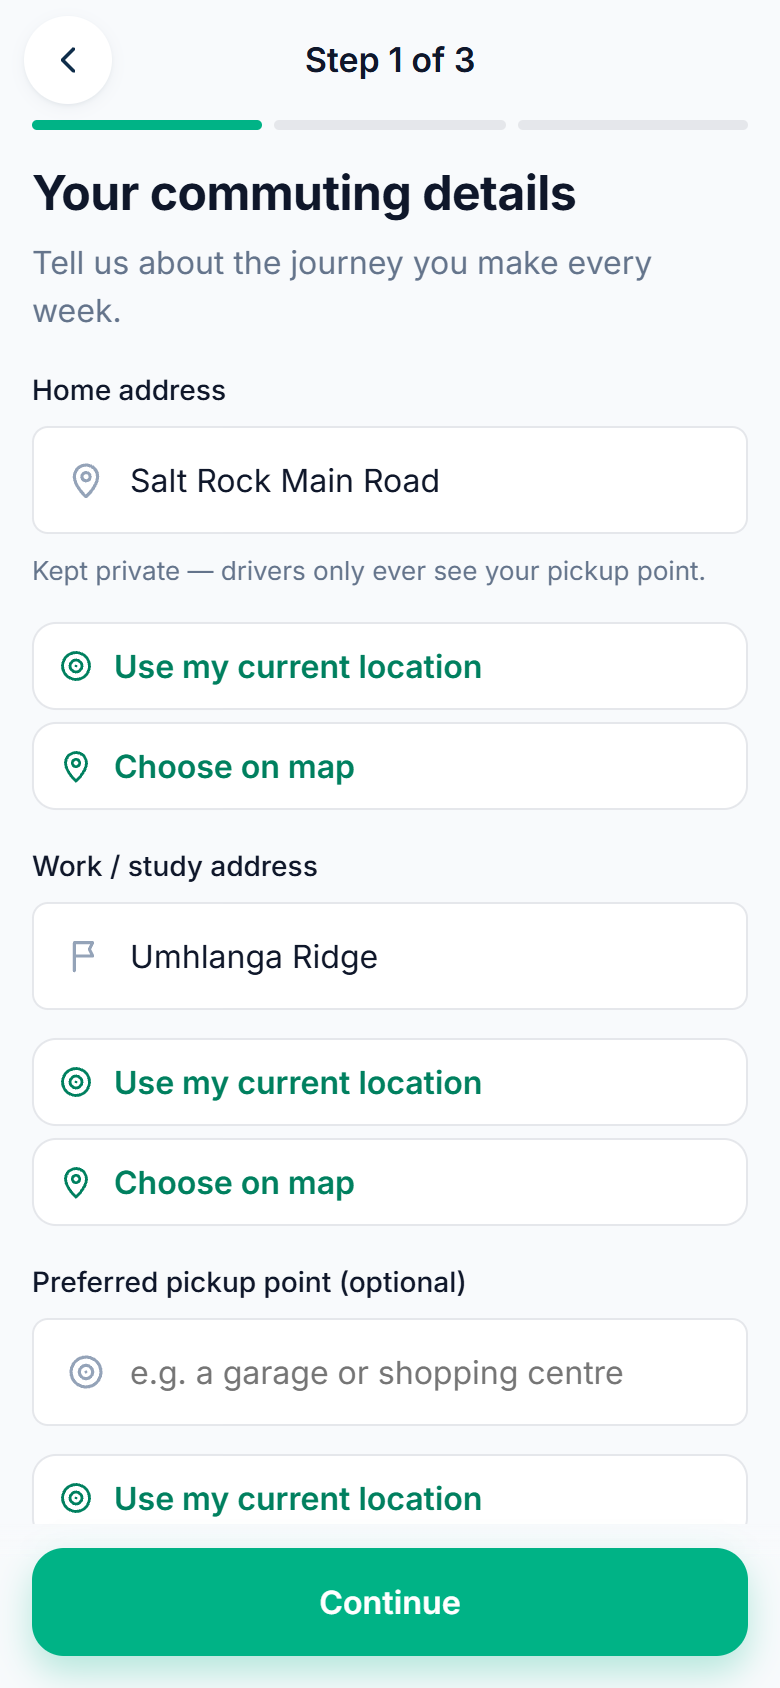 Step 1 of 3
Your commuting details
Tell us about the journey you make every
week.
Home address
Salt Rock Main Road
Kept private — drivers only ever see your pickup point.
Use my current location
Choose on map
Work / study address
Umhlanga Ridge
Use my current location
Choose on map
Preferred pickup point (optional)
e.g. a garage or shopping centre
Use my current location
Continue